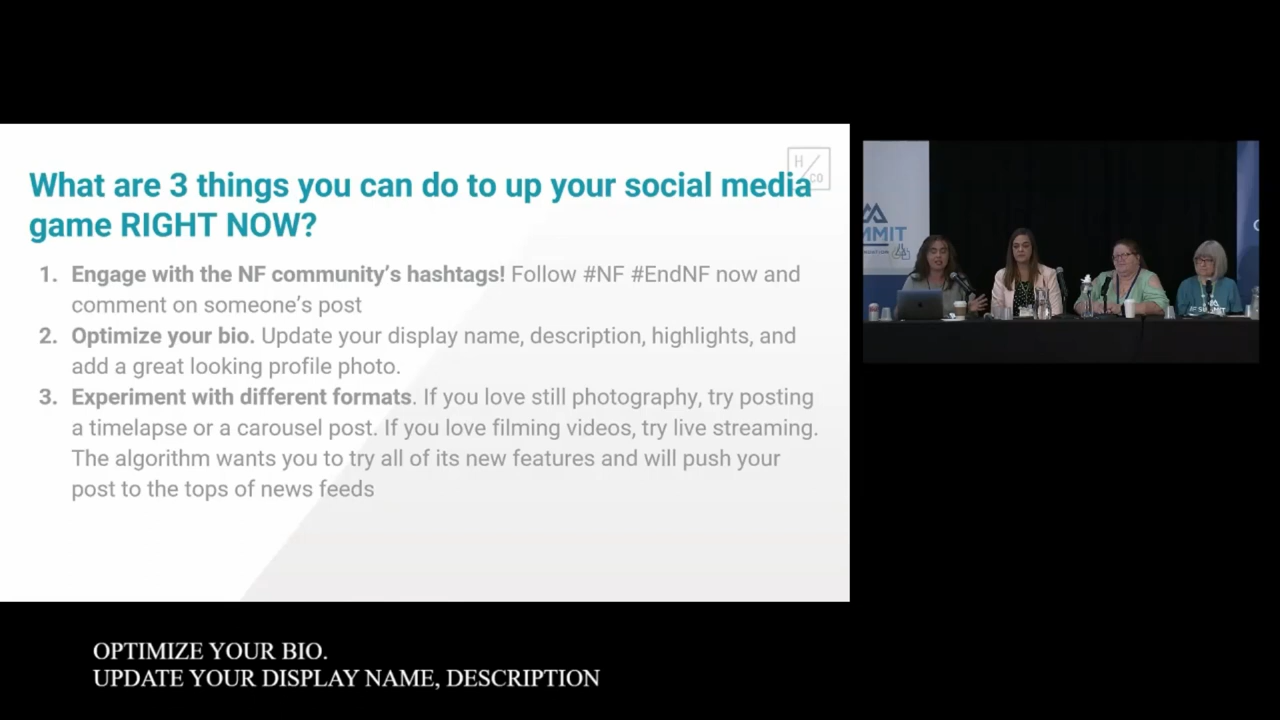 What are 3 things you can do to up your social media
game RIGHT NOW?
H
CO
1. Engage with the NF community's hashtags! Follow #NF #EndNF now and
comment on someone's post
2. Optimize your bio. Update your display name, description, highlights, and
add a great looking profile photo.
3. Experiment with different formats. If you love still photography, try posting
a timelapse or a carousel post. If you love filming videos, try live streaming.
The algorithm wants you to try all of its new features and will push your
post to the tops of news feeds
MMIT
SUMMIT
OPTIMIZE YOUR BIO.
UPDATE YOUR DISPLAY NAME, DESCRIPTION